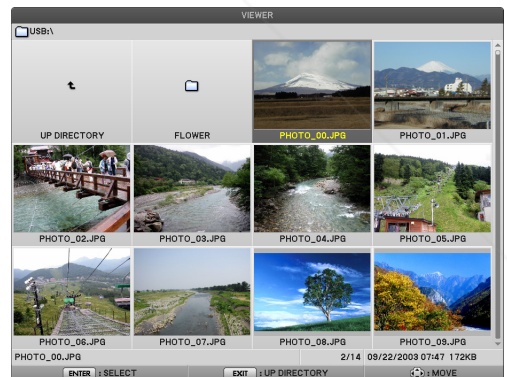 VIEWER
USB:\
UP DIRECTORY FLOWER PHOTO_00.JPG PHOTO_01.JPG
PHOTO_02.JPG PHOTO_03.JPG PHOTO_04.JPG PHOTO_05.JPG
PHOTO_06.JPG PHOTO_07.JPG PHOTO_08.JPG PHOTO_09.JPG
PHOTO_00.JPG 2/14 09/22/2003 07:47 172KB
ENTER : SELECT EXIT : UP DIRECTORY : MOVE